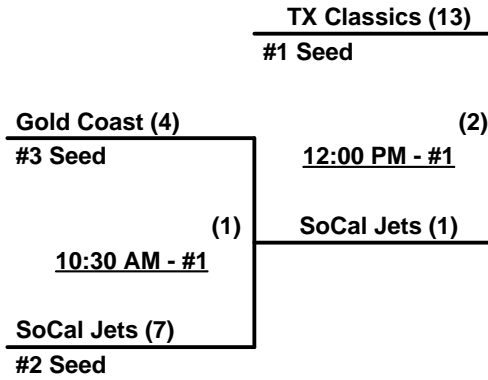 TX Classics (13)
#1 Seed
Gold Coast (4)
#3 Seed
(2)
12:00 PM - #1
(1)
SoCal Jets (1)
10:30 AM - #1
SoCal Jets (7)
#2 Seed